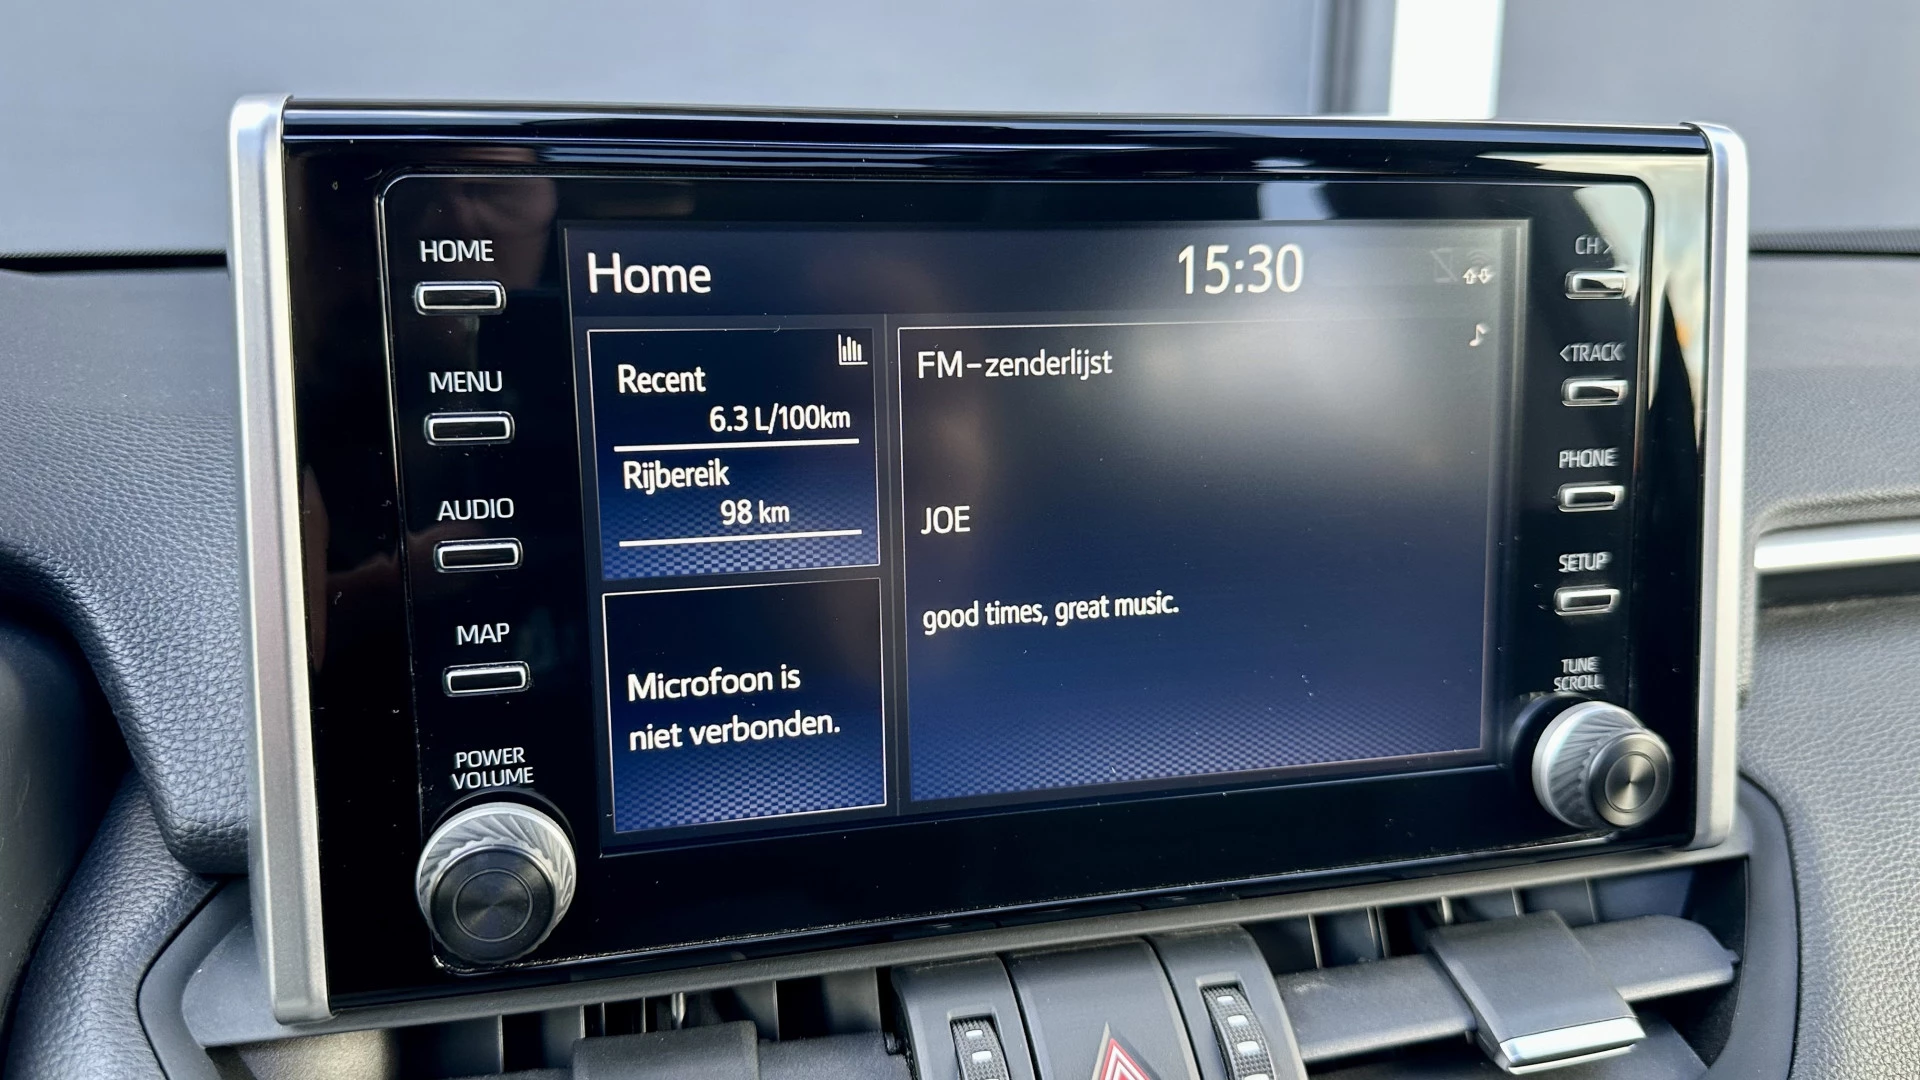 HOME
MENU
AUDIO
MAP
POWER
VOLUME
Home
15:30
Recent
6.3 L/100km
Rijbereik
98 km
Microfoon is
niet verbonden.
FM-zenderlijst
JOE
good times, great music.
CH >
<TRACK
PHONE
SETUP
TUNE
SCROLL